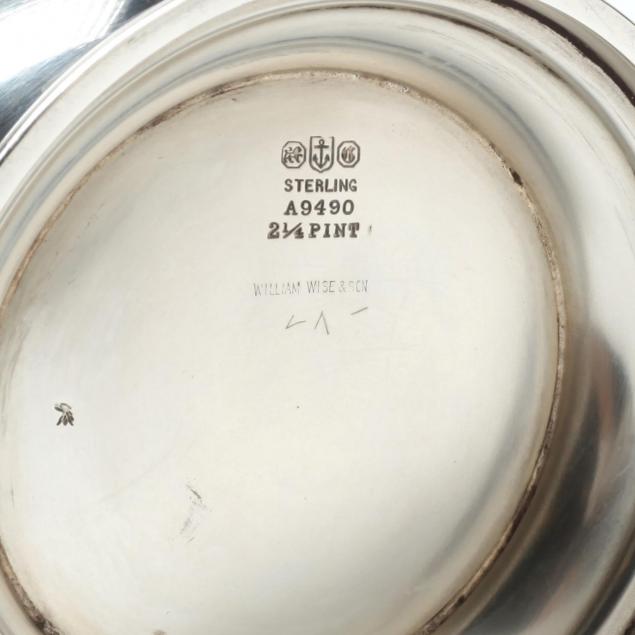 STERLING
A9490
2¼ PINT
WILLIAM WISE & SON